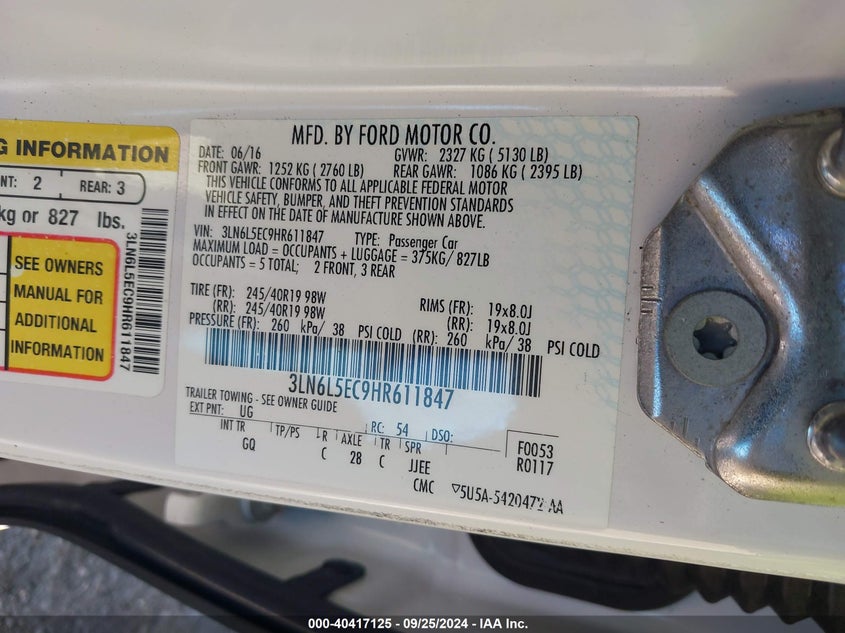 G INFORMATION
NT: 2 REAR: 3
kg or 827 lbs.
SEE OWNERS
MANUAL FOR
ADDITIONAL
INFORMATION
3LN6L5EC9HR611847
MFD. BY FORD MOTOR CO.
DATE: 06/16 GVWR: 2327 KG ( 5130 LB)
FRONT GAWR: 1252 KG ( 2760 LB) REAR GAWR: 1086 KG ( 2395 LB)
THIS VEHICLE CONFORMS TO ALL APPLICABLE FEDERAL MOTOR
VEHICLE SAFETY, BUMPER, AND THEFT PREVENTION STANDARDS
IN EFFECT ON THE DATE OF MANUFACTURE SHOWN ABOVE.
VIN: 3LN6L5EC9HR611847 TYPE: Passenger Car
MAXIMUM LOAD = OCCUPANTS + LUGGAGE = 375KG/ 827LB
OCCUPANTS = 5 TOTAL; 2 FRONT, 3 REAR
TIRE (FR): 245/40R19 98W RIMS (FR): 19x8.0J
(RR): 245/40R19 98W (RR): 19x8.0J
PRESSURE (FR): 260 kPa/ 38 PSI COLD (RR): 260 kPa/ 38 PSI COLD
3LN6L5EC9HR611847
TRAILER TOWING - SEE OWNER GUIDE
EXT PNT: UG RC: 54 DSO:
INT TR TP/PS R AXLE TR SPR F0053
GQ C 28 C JJEE R0117
CMC 5U5A-5420472 AA
000-40417125 - 09/25/2024 - IAA Inc.